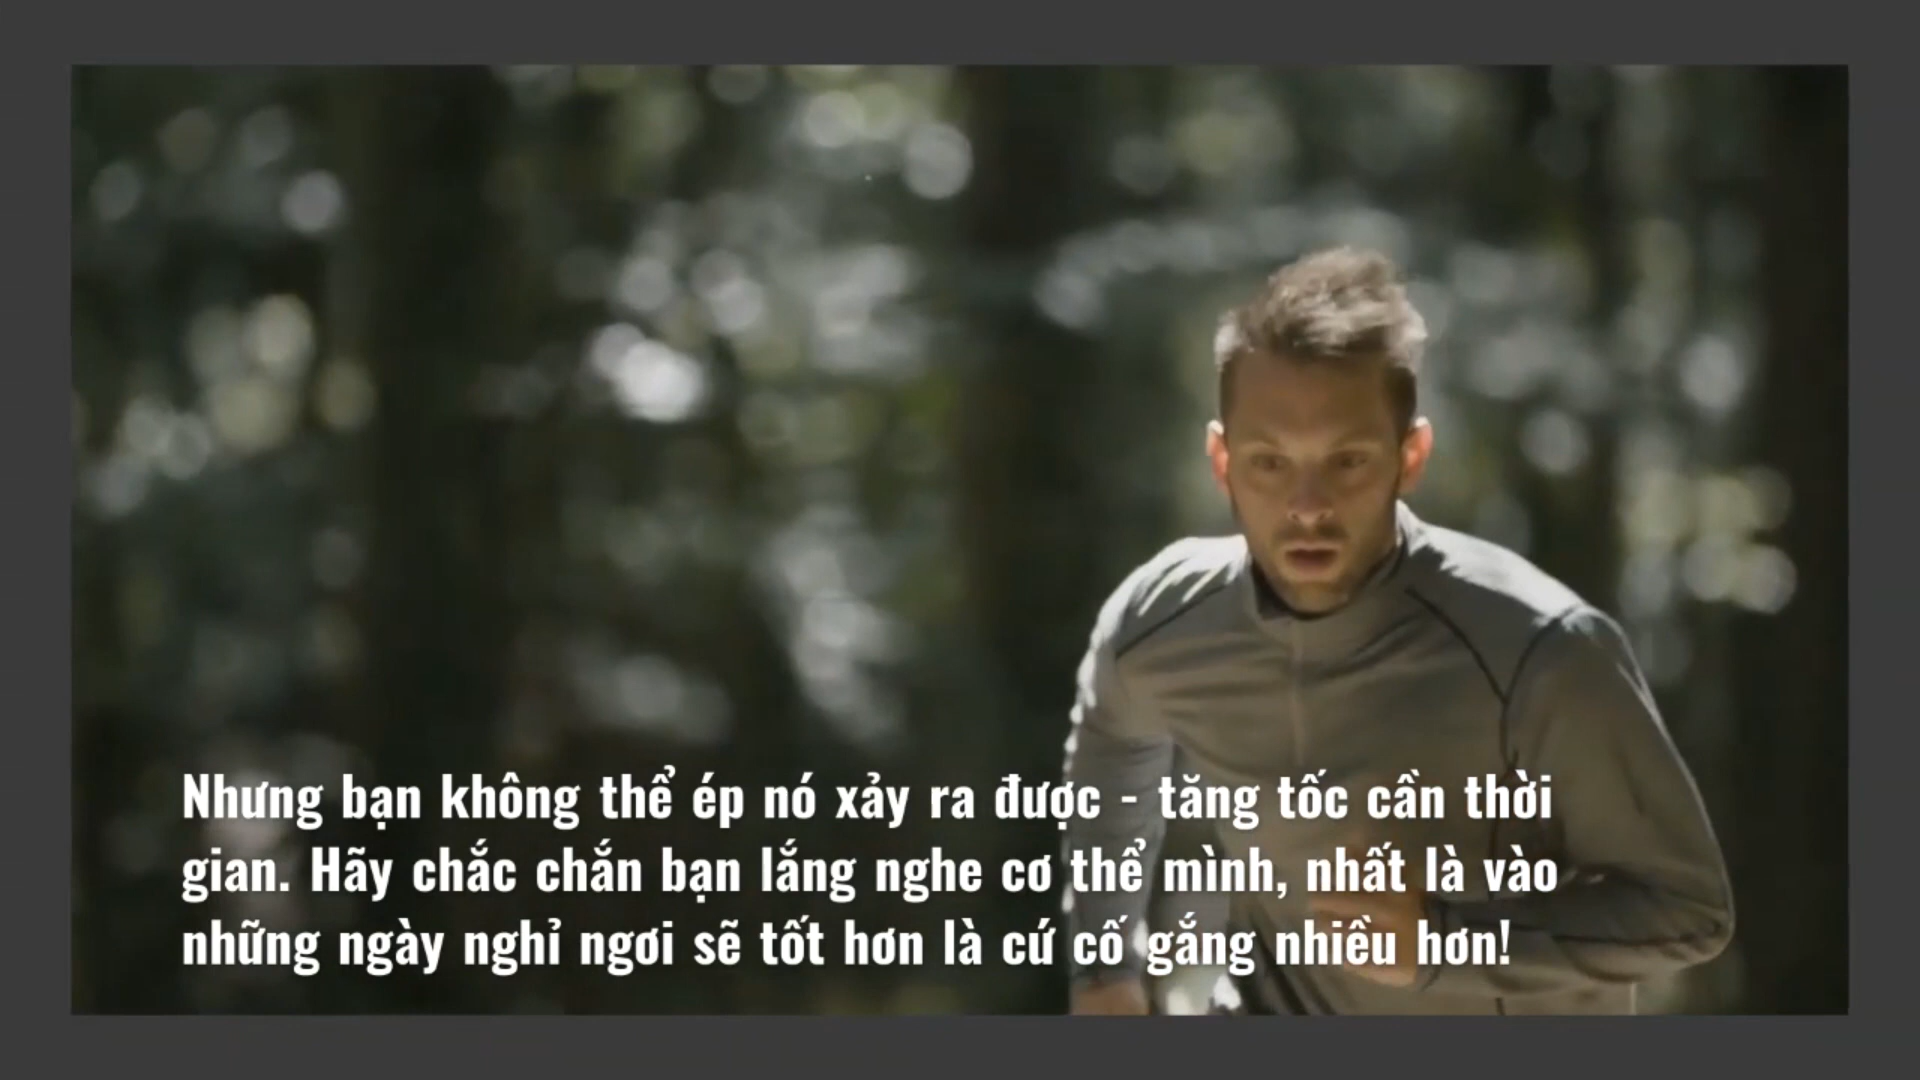 Nhưng bạn không thể ép nó xảy ra được - tăng tốc cần thời
gian. Hãy chắc chắn bạn lắng nghe cơ thể mình, nhất là vào
những ngày nghỉ ngơi sẽ tốt hơn là cứ cố gắng nhiều hơn!